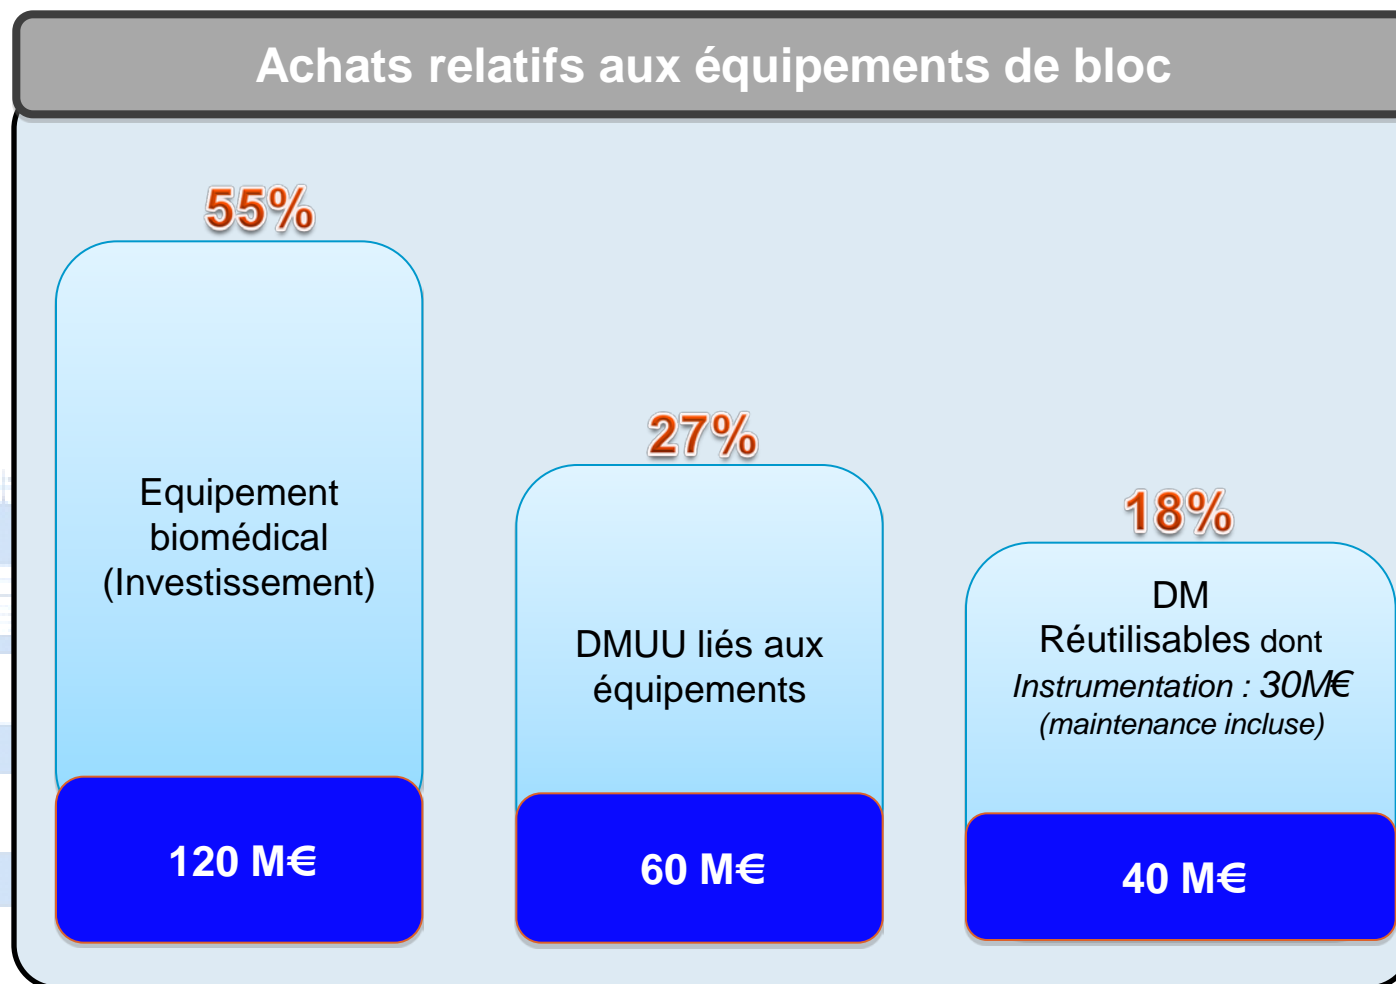 Achats relatifs aux équipements de bloc
55%
Equipement
biomédical
(Investissement)
120 M€
27%
DMUU liés aux
équipements
60 M€
18%
DM
Réutilisables dont
Instrumentation : 30M€
(maintenance incluse)
40 M€